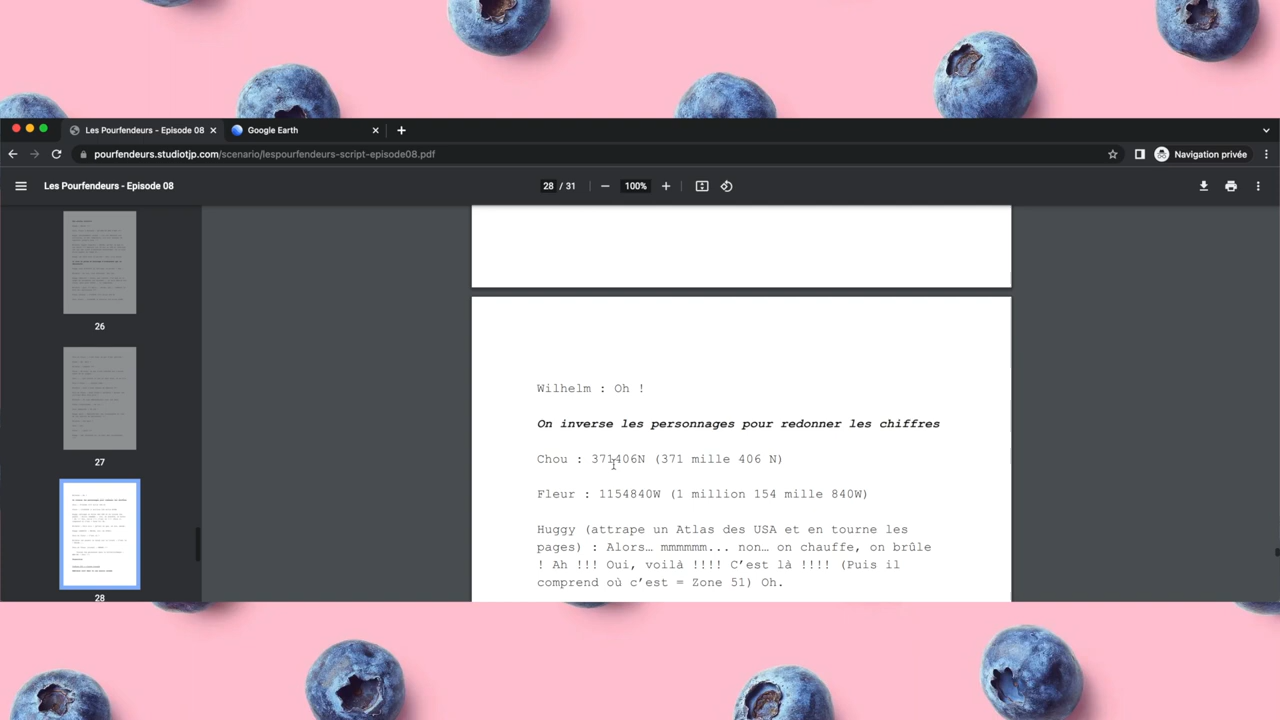 Les Pourfendeurs - Episode 08
Google Earth
pourfendeurs.studiotjp.com/scenario/lespourfendeurs-script-episode08.pdf
Navigation privée
Les Pourfendeurs - Episode 08
28 / 31
100%
26
27
28
Wilhelm : Oh !
On inverse les personnages pour redonner les chiffres
Chou : 371406N (371 mille 406 N)
Fleur : 1154840W (1 million 154 mille 840W)
Huggy (attrape un Atlas des USA et en tourne les
pages) : Alors… mmmmmm... non… on chauffe, on brûle
! Ah !!! Oui, voilà !!!! C’est là !!!! (Puis il
comprend où c’est = Zone 51) Oh.